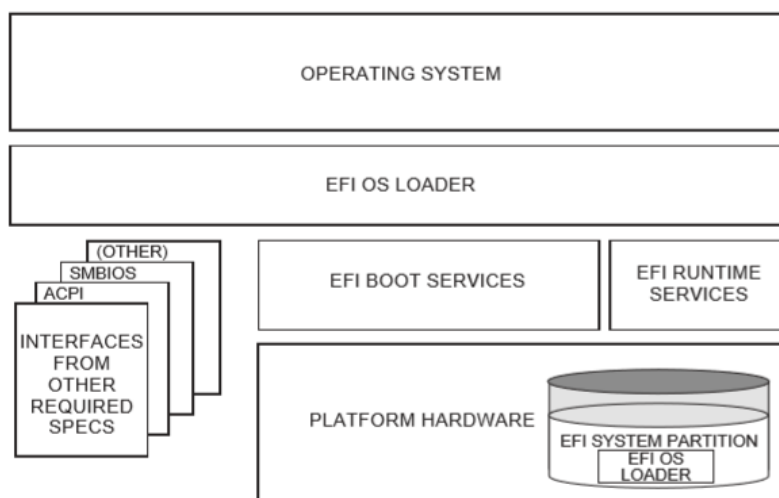 OPERATING SYSTEM
EFI OS LOADER
(OTHER)
SMBIOS
ACPI
INTERFACES
FROM
OTHER
REQUIRED
SPECS
EFI BOOT SERVICES
EFI RUNTIME
SERVICES
PLATFORM HARDWARE
EFI SYSTEM PARTITION
EFI OS
LOADER